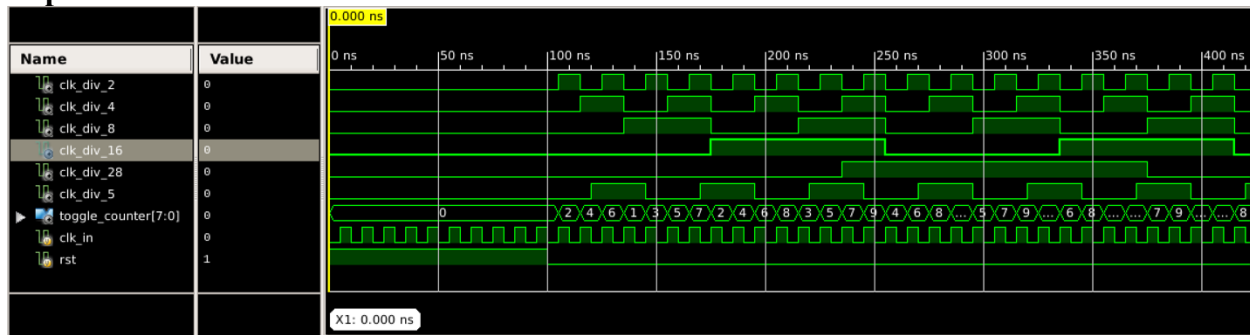 0.000 ns
Name Value 0 ns 50 ns 100 ns 150 ns 200 ns 250 ns 300 ns 350 ns 400 ns
clk_div_2 0
clk_div_4 0
clk_div_8 0
clk_div_16 0
clk_div_28 0
clk_div_5 0
toggle_counter[7:0] 0 0 2 4 6 1 3 5 7 2 4 6 8 3 5 7 9 4 6 8 ... 5 7 9 ... 6 8 ... ... 7 9 ... ... 8
clk_in 0
rst 1
X1: 0.000 ns